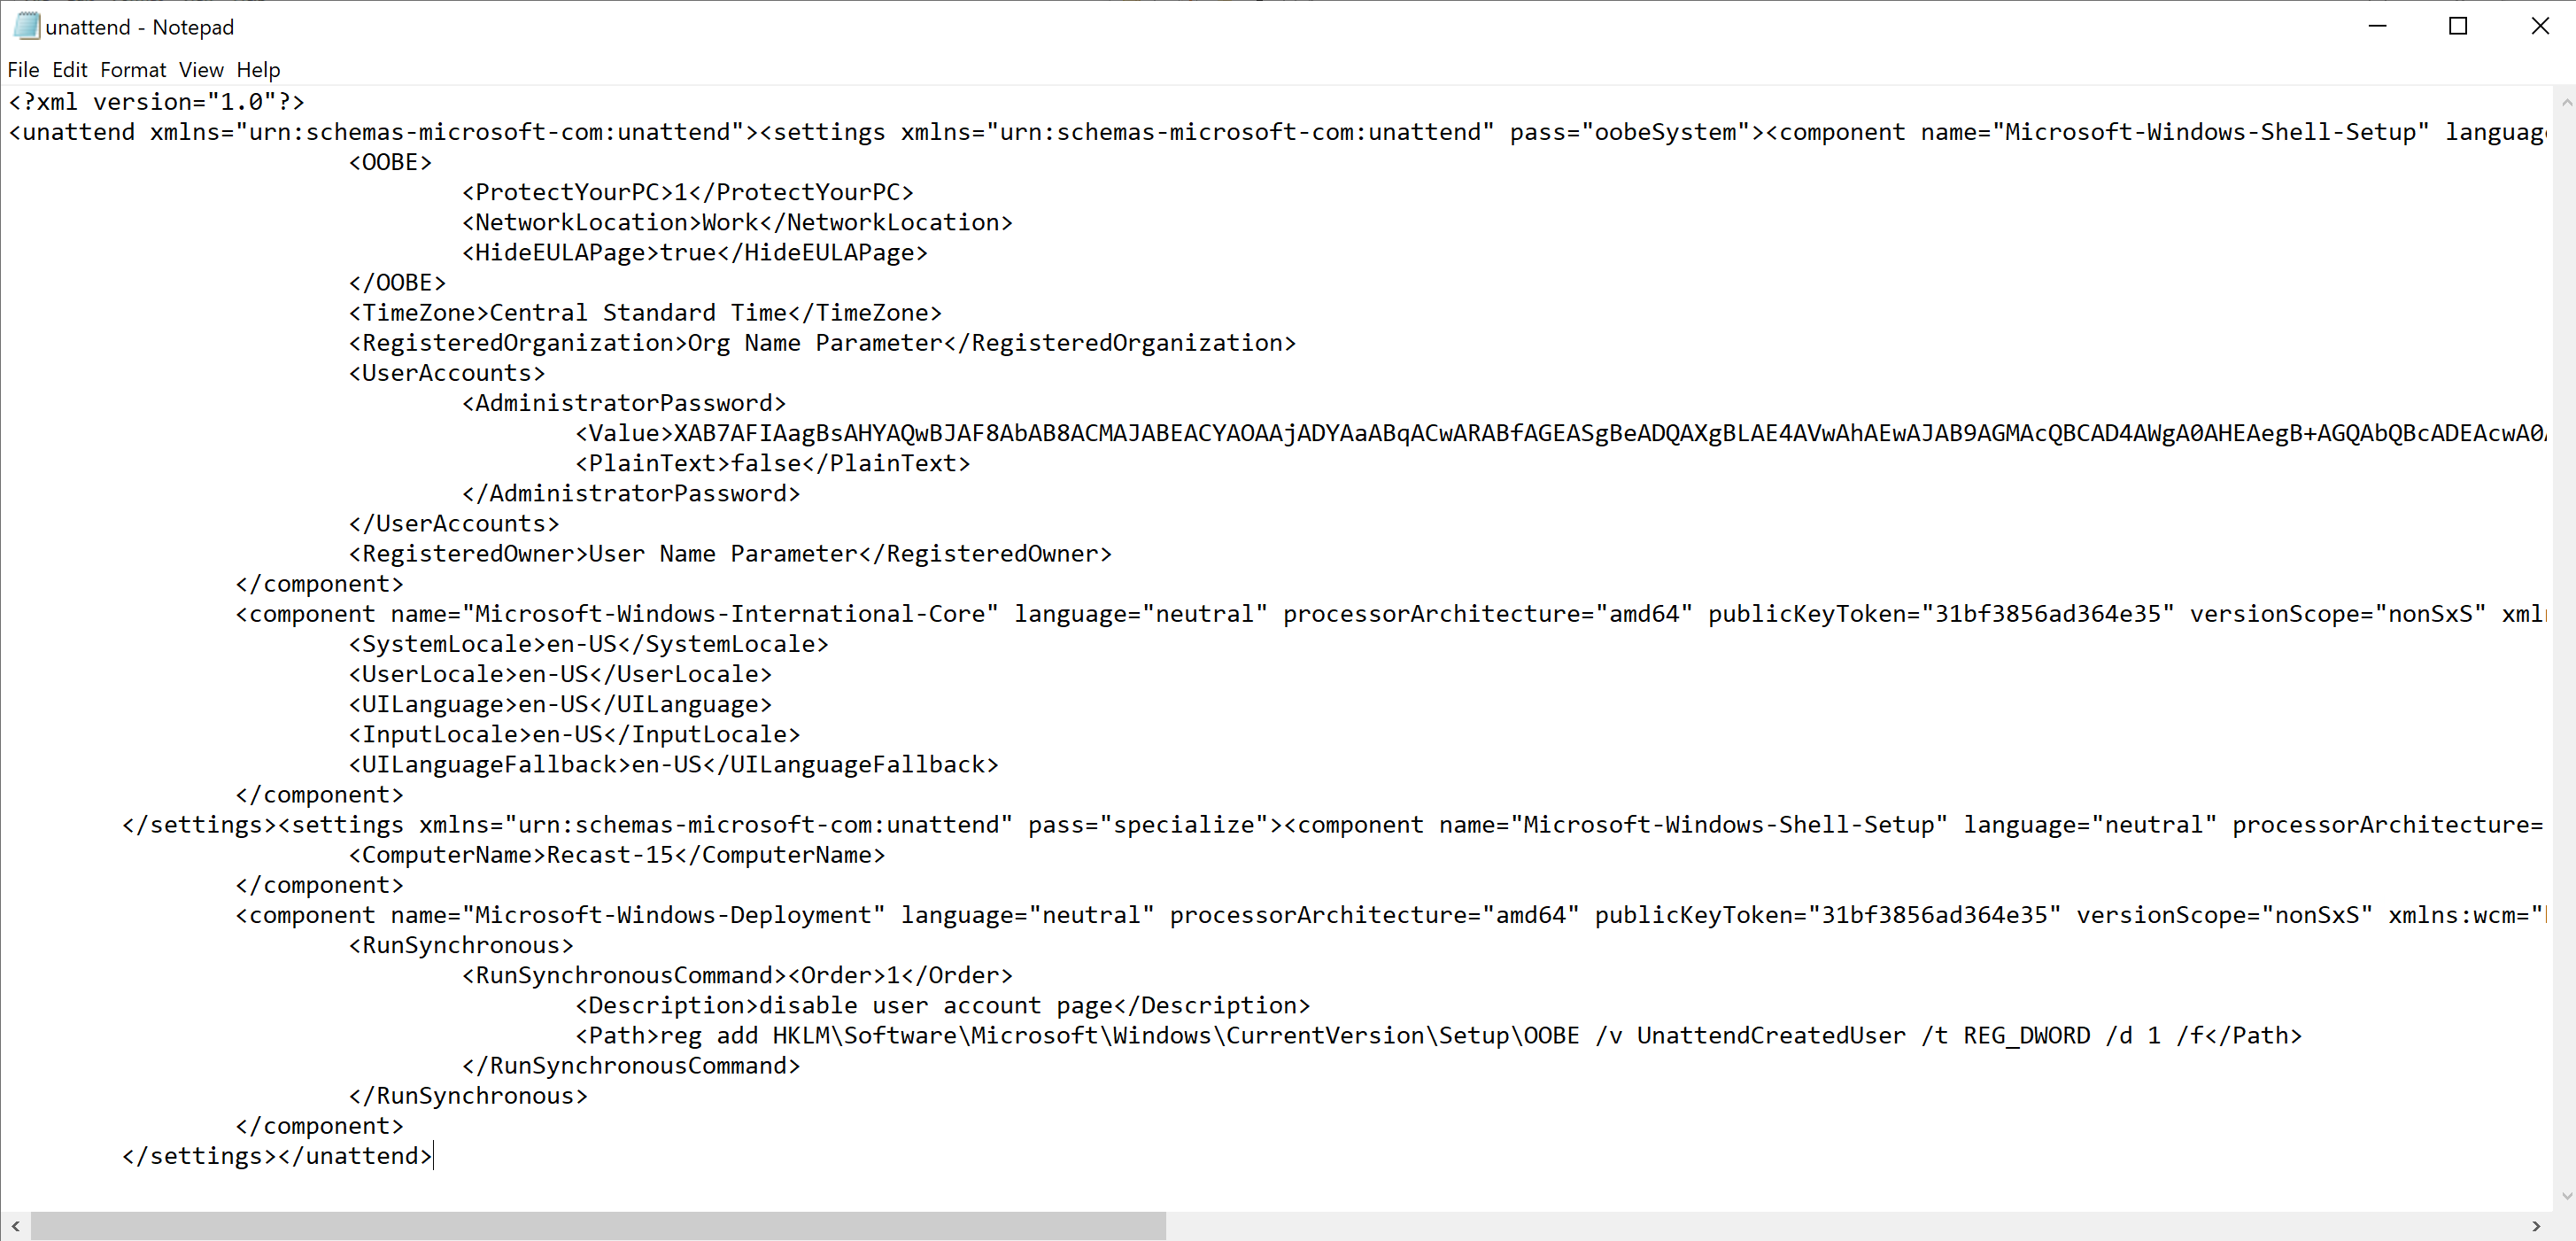 unattend - Notepad
File Edit Format View Help
<?xml version="1.0"?>
<unattend xmlns="urn:schemas-microsoft-com:unattend"><settings xmlns="urn:schemas-microsoft-com:unattend" pass="oobeSystem"><component name="Microsoft-Windows-Shell-Setup" languag
<OOBE>
<ProtectYourPC>1</ProtectYourPC>
<NetworkLocation>Work</NetworkLocation>
<HideEULAPage>true</HideEULAPage>
</OOBE>
<TimeZone>Central Standard Time</TimeZone>
<RegisteredOrganization>Org Name Parameter</RegisteredOrganization>
<UserAccounts>
<AdministratorPassword>
<Value>XAB7AFIAagBsAHYAQwBJAF8AbAB8ACMAJABEACYAOAAjADYAaABqACwARABfAGEASgBeADQAXgBLAE4AVwAhAEwAJAB9AGMAcQBCAD4AWgA0AHEAegB+AGQAbQBcADEAcwA0
<PlainText>false</PlainText>
</AdministratorPassword>
</UserAccounts>
<RegisteredOwner>User Name Parameter</RegisteredOwner>
</component>
<component name="Microsoft-Windows-International-Core" language="neutral" processorArchitecture="amd64" publicKeyToken="31bf3856ad364e35" versionScope="nonSxS" xml
<SystemLocale>en-US</SystemLocale>
<UserLocale>en-US</UserLocale>
<UILanguage>en-US</UILanguage>
<InputLocale>en-US</InputLocale>
<UILanguageFallback>en-US</UILanguageFallback>
</component>
</settings><settings xmlns="urn:schemas-microsoft-com:unattend" pass="specialize"><component name="Microsoft-Windows-Shell-Setup" language="neutral" processorArchitecture=
<ComputerName>Recast-15</ComputerName>
</component>
<component name="Microsoft-Windows-Deployment" language="neutral" processorArchitecture="amd64" publicKeyToken="31bf3856ad364e35" versionScope="nonSxS" xmlns:wcm="
<RunSynchronous>
<RunSynchronousCommand><Order>1</Order>
<Description>disable user account page</Description>
<Path>reg add HKLM\Software\Microsoft\Windows\CurrentVersion\Setup\OOBE /v UnattendCreatedUser /t REG_DWORD /d 1 /f</Path>
</RunSynchronousCommand>
</RunSynchronous>
</component>
</settings></unattend>